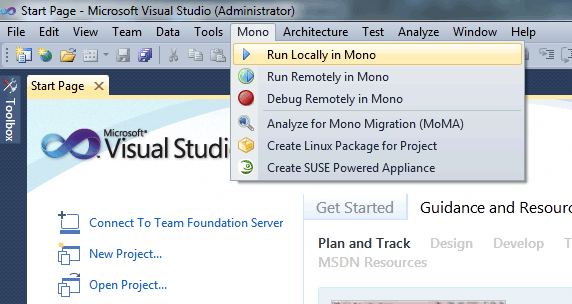 Start Page - Microsoft Visual Studio (Administrator)
File Edit View Team Data Tools Mono Architecture Test Analyze Window Help
Run Locally in Mono
Run Remotely in Mono
Debug Remotely in Mono
Analyze for Mono Migration (MoMA)
Create Linux Package for Project
Create SUSE Powered Appliance
Toolbox
Start Page
Microsoft®
Visual Studio
Connect To Team Foundation Server
New Project...
Open Project...
Get Started Guidance and Resour
Plan and Track Design Develop T
MSDN Resources